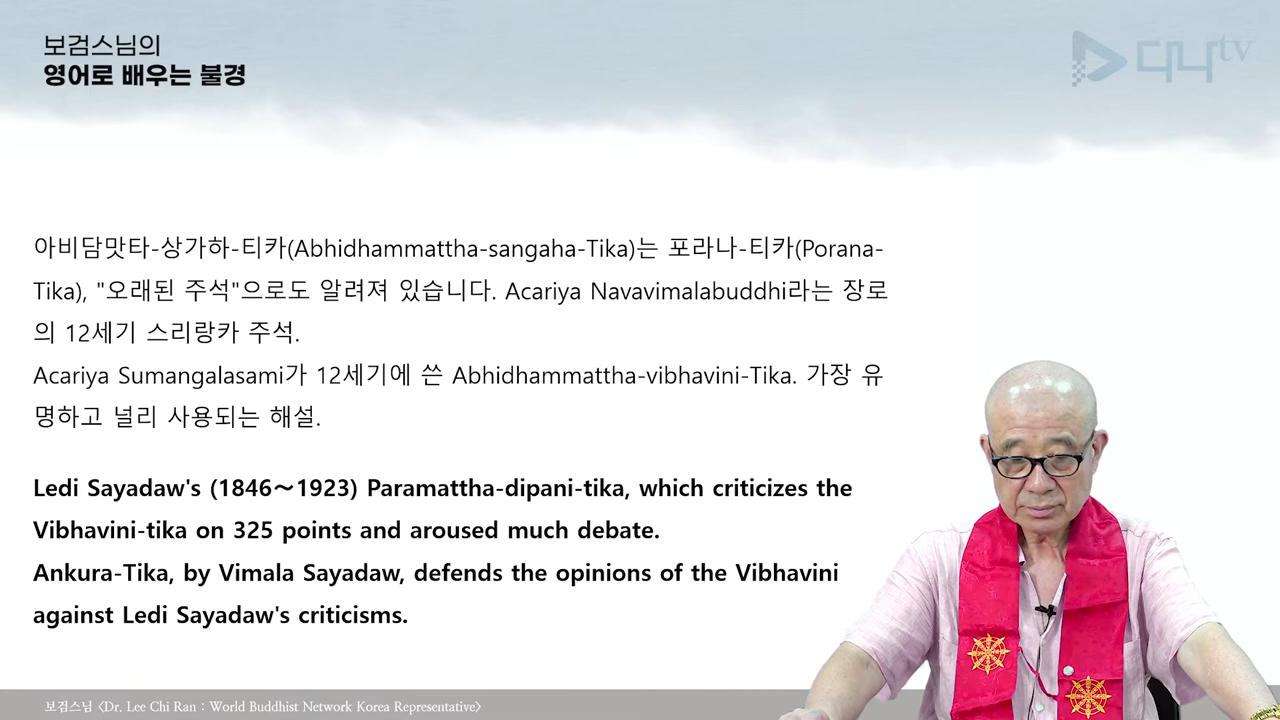 보검스님의
영어로 배우는 불경
디나tv
아비담맛타-상가하-티카(Abhidhammattha-sangaha-Tika)는 포라나-티카(Porana-
Tika), "오래된 주석"으로도 알려져 있습니다. Acariya Navavimalabuddhi라는 장로
의 12세기 스리랑카 주석.
Acariya Sumangalasami가 12세기에 쓴 Abhidhammattha-vibhavini-Tika. 가장 유
명하고 널리 사용되는 해설.
Ledi Sayadaw's (1846～1923) Paramattha-dipani-tika, which criticizes the
Vibhavini-tika on 325 points and aroused much debate.
Ankura-Tika, by Vimala Sayadaw, defends the opinions of the Vibhavini
against Ledi Sayadaw's criticisms.
보검스님 <Dr. Lee Chi Ran : World Buddhist Network Korea Representative>